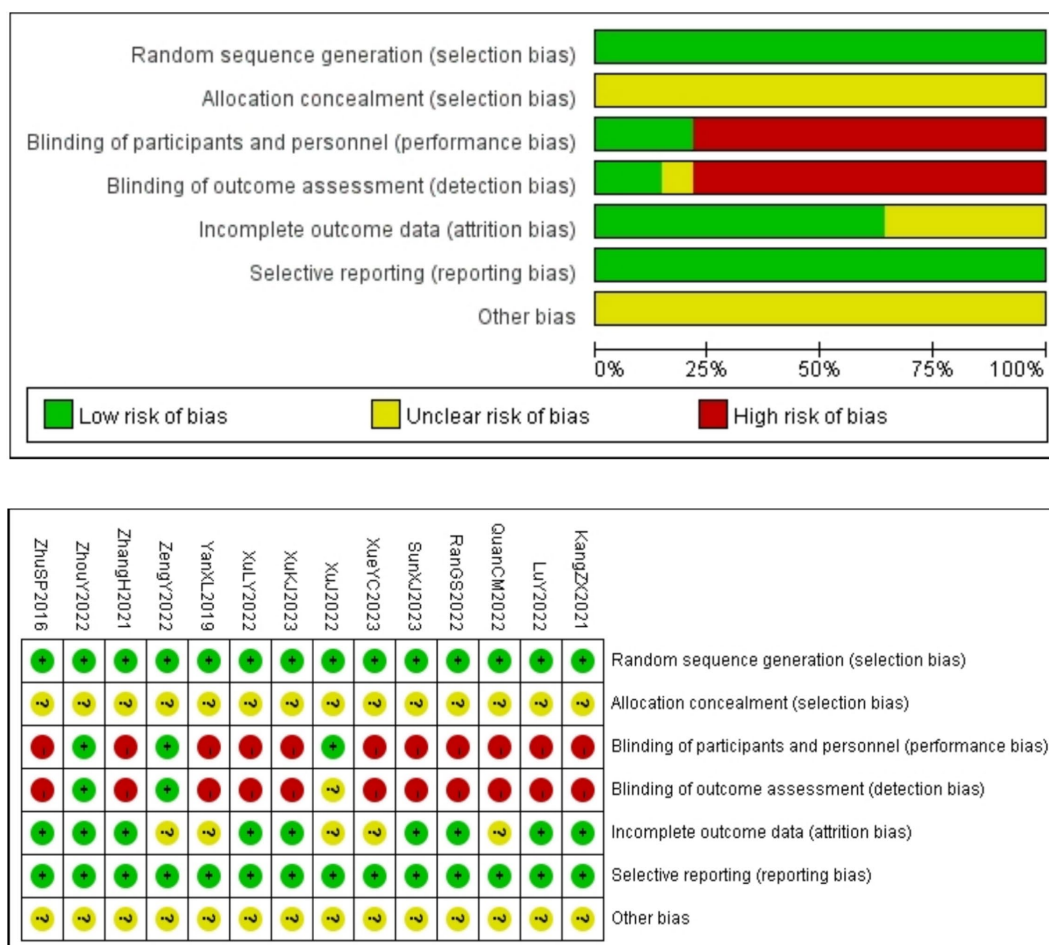 Random sequence generation (selection bias)
Allocation concealment (selection bias)
Blinding of participants and personnel (performance bias)
Blinding of outcome assessment (detection bias)
Incomplete outcome data (attrition bias)
Selective reporting (reporting bias)
Other bias
0% 25% 50% 75% 100%
Low risk of bias Unclear risk of bias High risk of bias
ZhuSP2016 ZhouY2022 ZhangH2021 ZengY2022 YanXL2019 XuLY2022 XuKJ2023 XuJ2022 XueYC2023 SunXJ2023 RanGS2022 QuanCM2022 LuY2022 KangZX2021
+ + + + + + + + + + + + + + Random sequence generation (selection bias)
? ? ? ? ? ? ? ? ? ? ? ? ? ? Allocation concealment (selection bias)
- + - + - - - + - - - - - - Blinding of participants and personnel (performance bias)
- + - + - - - ? - - - - - - Blinding of outcome assessment (detection bias)
+ + + ? ? + + ? ? + + ? + + Incomplete outcome data (attrition bias)
+ + + + + + + + + + + + + + Selective reporting (reporting bias)
? ? ? ? ? ? ? ? ? ? ? ? ? ? Other bias